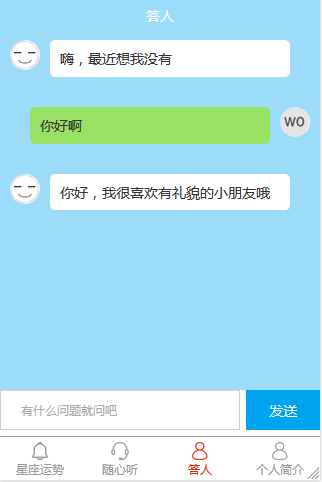 答人
嗨，最近想我没有
你好啊
WO
你好，我很喜欢有礼貌的小朋友哦
有什么问题就问吧
发送
星座运势
随心听
答人
个人简介